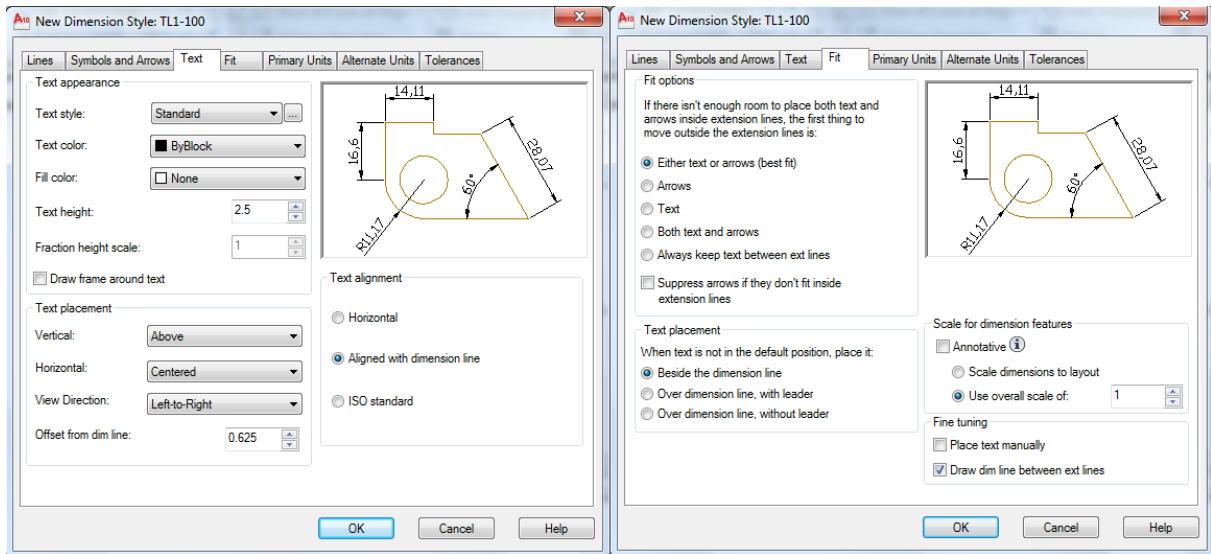 New Dimension Style: TL1-100
Lines Symbols and Arrows Text Fit Primary Units Alternate Units Tolerances
Text appearance
Text style: Standard ...
Text color: ByBlock
Fill color: None
Text height: 2.5
Fraction height scale: 1
Draw frame around text
Text placement
Vertical: Above
Horizontal: Centered
View Direction: Left-to-Right
Offset from dim line: 0.625
14,11
16,6
28,07
60°
R11,17
Text alignment
Horizontal
Aligned with dimension line
ISO standard
OK Cancel Help
New Dimension Style: TL1-100
Lines Symbols and Arrows Text Fit Primary Units Alternate Units Tolerances
Fit options
If there isn't enough room to place both text and
arrows inside extension lines, the first thing to
move outside the extension lines is:
Either text or arrows (best fit)
Arrows
Text
Both text and arrows
Always keep text between ext lines
Suppress arrows if they don't fit inside
extension lines
Text placement
When text is not in the default position, place it:
Beside the dimension line
Over dimension line, with leader
Over dimension line, without leader
14,11
16,6
28,07
60°
R11,17
Scale for dimension features
Annotative
Scale dimensions to layout
Use overall scale of: 1
Fine tuning
Place text manually
Draw dim line between ext lines
OK Cancel Help